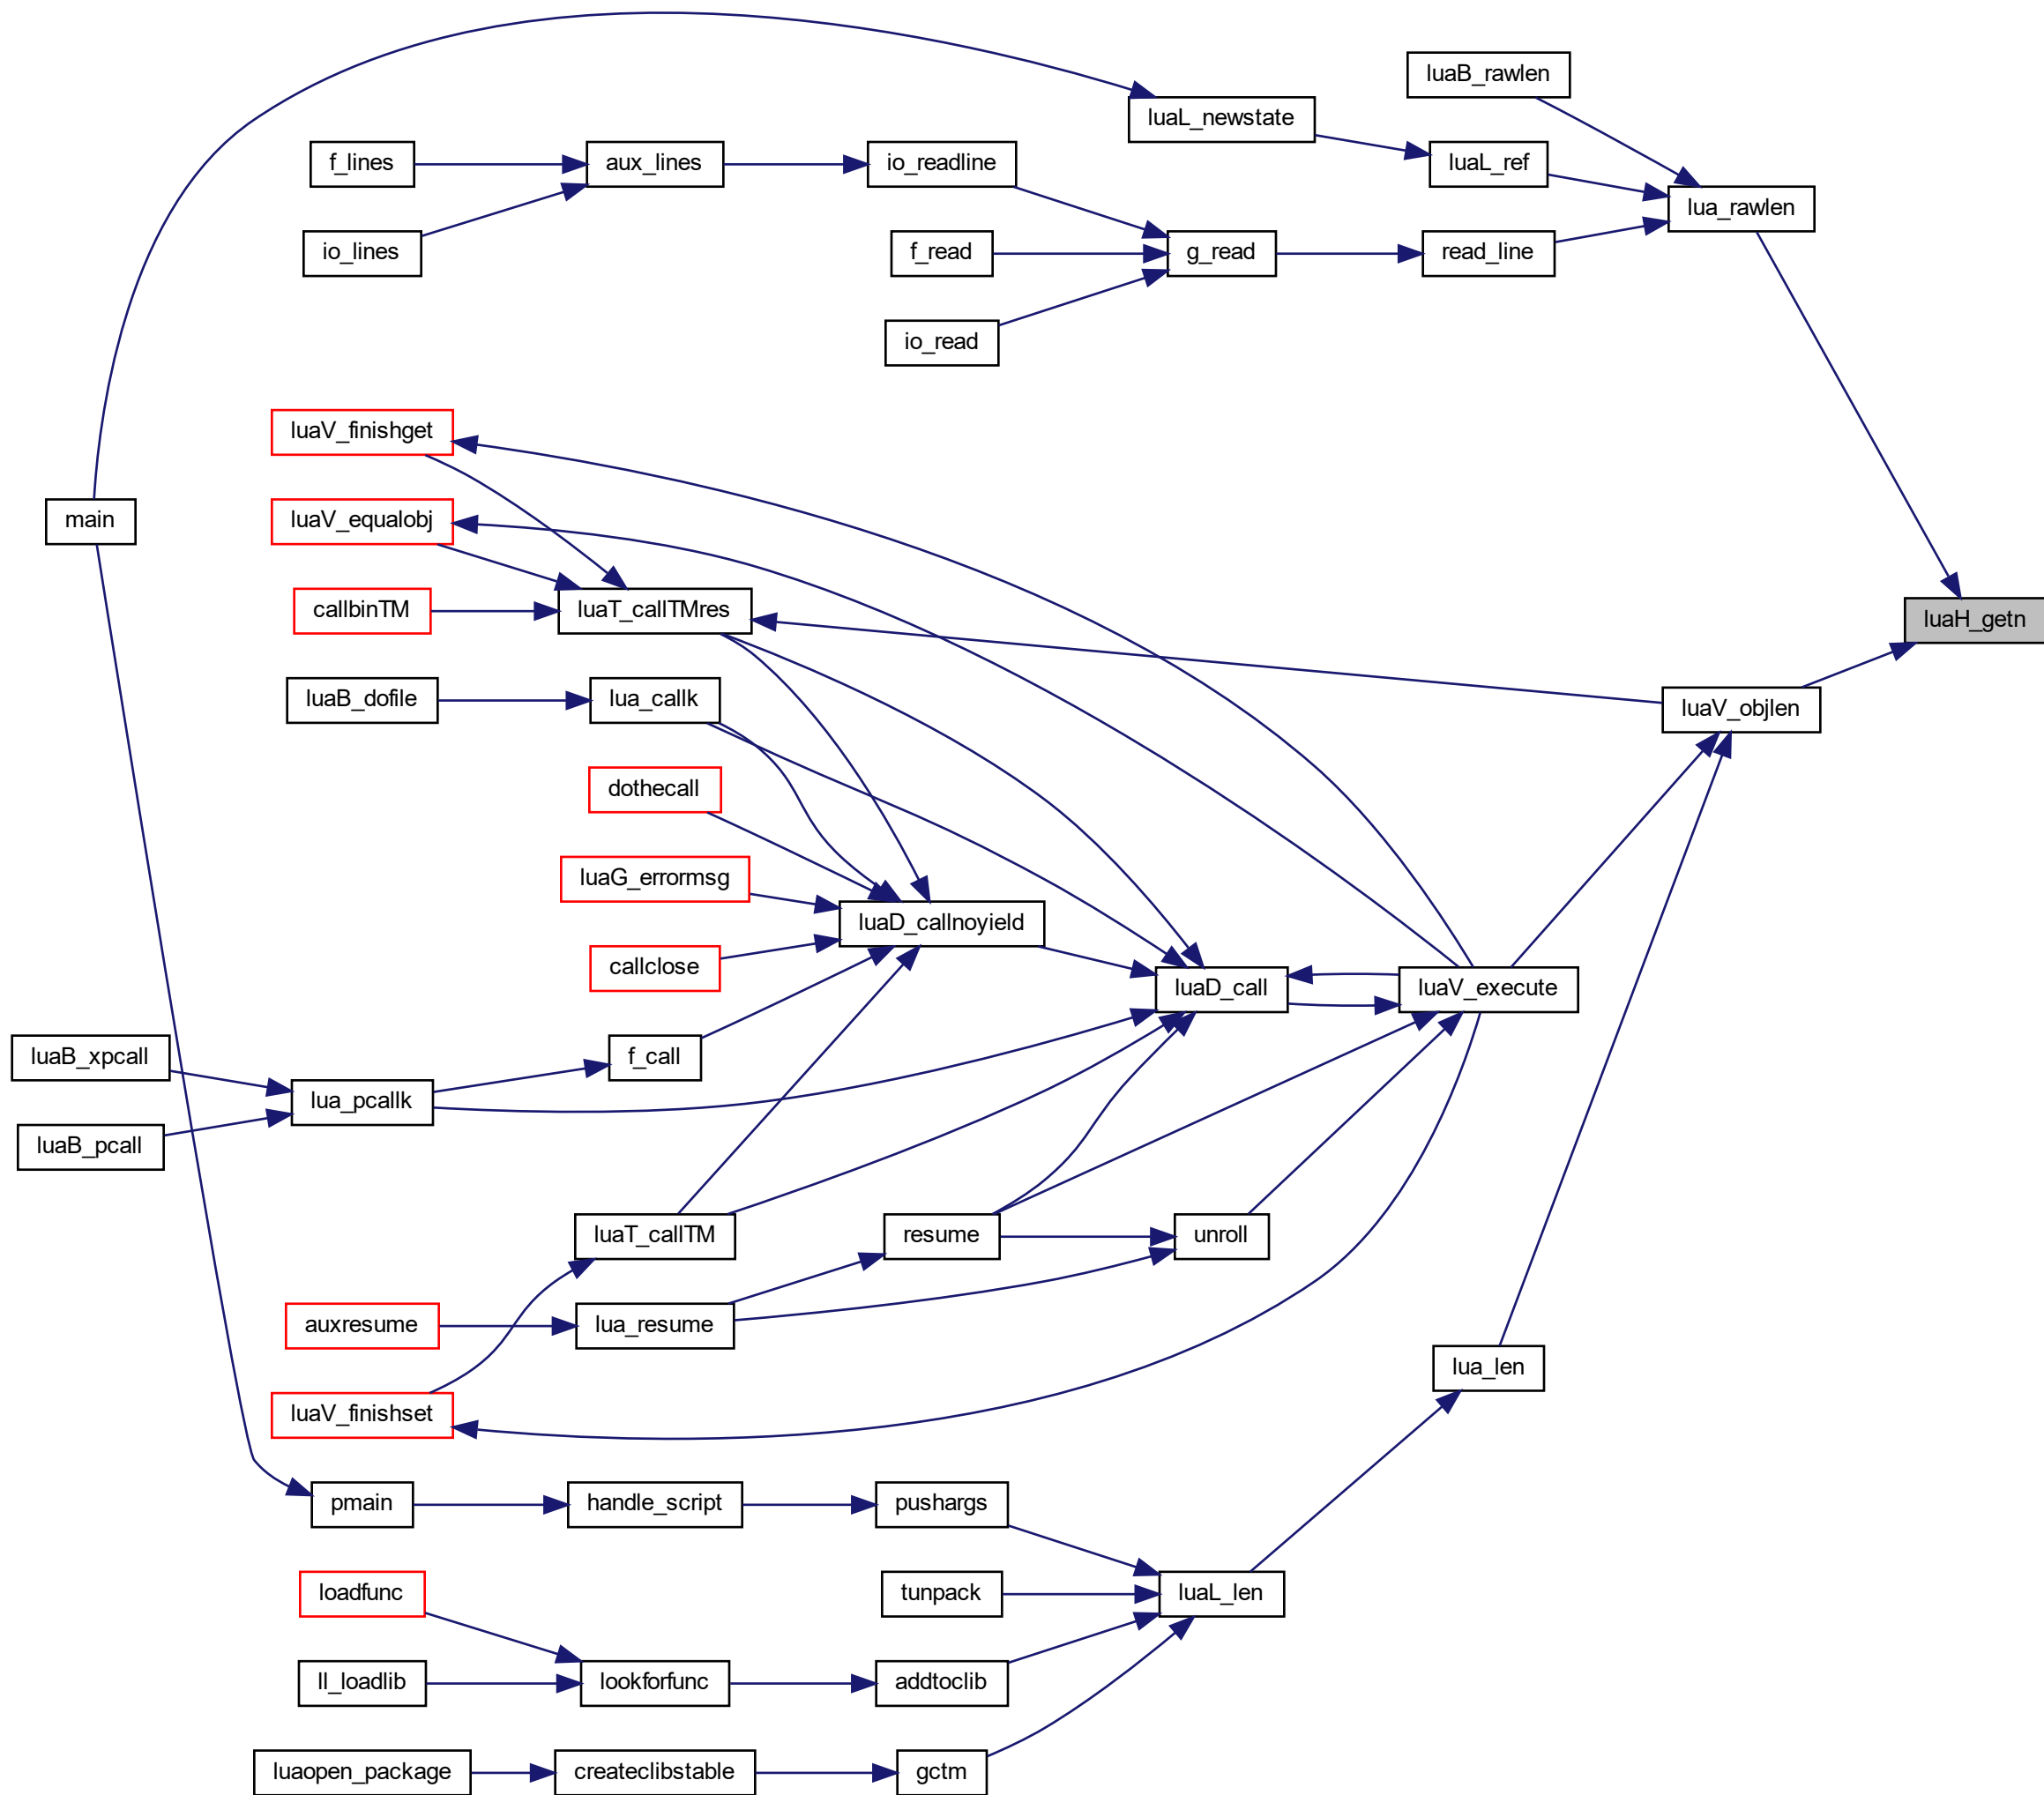 luaB_rawlen
luaL_newstate
f_lines
aux_lines
io_readline
luaL_ref
lua_rawlen
io_lines
f_read
g_read
read_line
io_read
luaV_finishget
main
luaV_equalobj
callbinTM
luaT_callTMres
luaH_getn
luaB_dofile
lua_callk
luaV_objlen
dothecall
luaG_errormsg
luaD_callnoyield
callclose
luaD_call
luaV_execute
luaB_xpcall
f_call
lua_pcallk
luaB_pcall
luaT_callTM
resume
unroll
auxresume
lua_resume
lua_len
luaV_finishset
pmain
handle_script
pushargs
loadfunc
tunpack
luaL_len
ll_loadlib
lookforfunc
addtoclib
luaopen_package
createclibstable
gctm